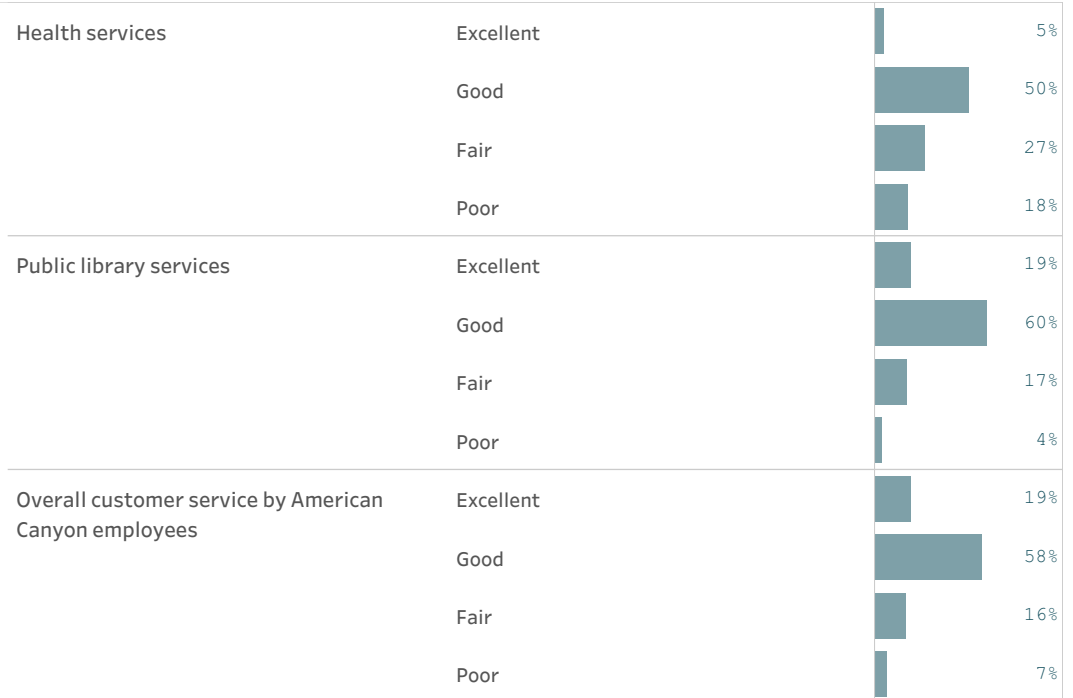 Health services Excellent 5%
Good 50%
Fair 27%
Poor 18%
Public library services Excellent 19%
Good 60%
Fair 17%
Poor 4%
Overall customer service by American Excellent 19%
Canyon employees
Good 58%
Fair 16%
Poor 7%